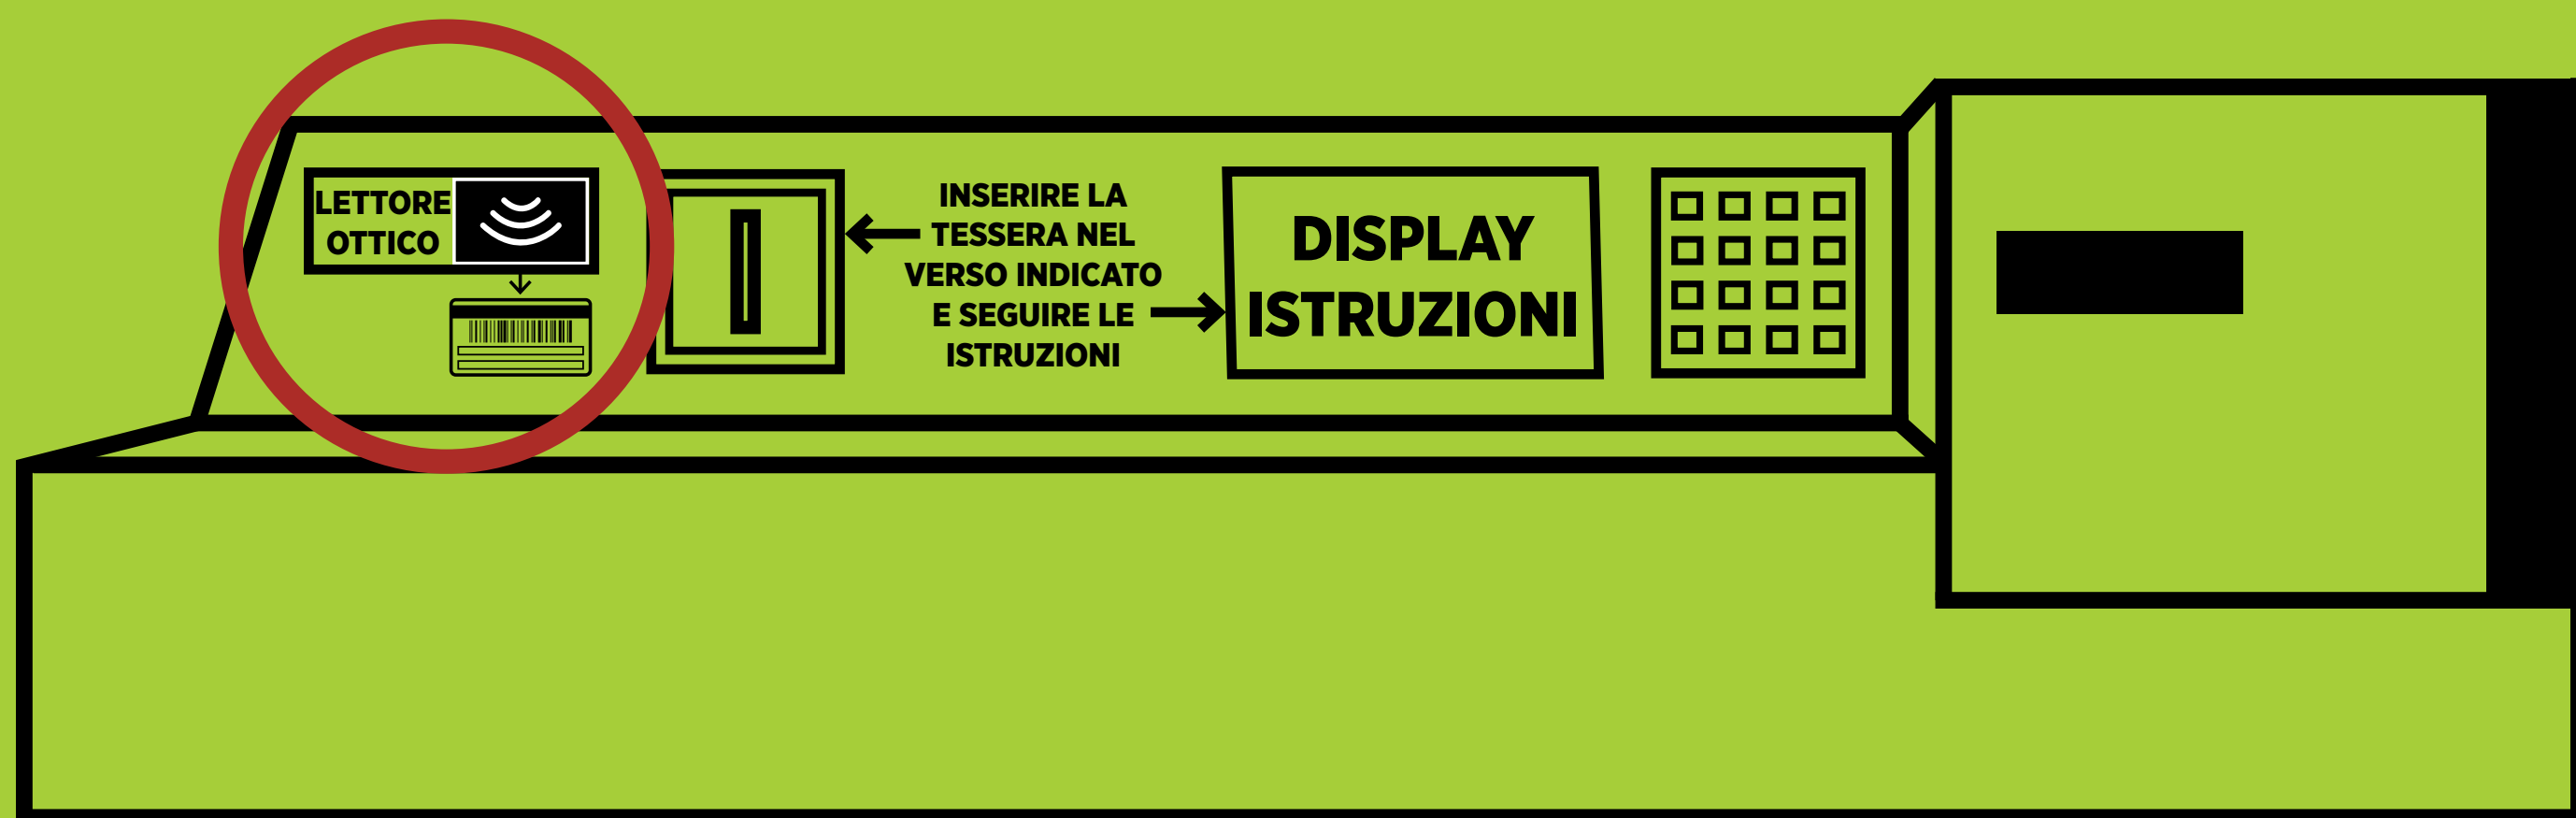 LETTORE
OTTICO
INSERIRE LA
TESSERA NEL
VERSO INDICATO
E SEGUIRE LE
ISTRUZIONI
DISPLAY
ISTRUZIONI